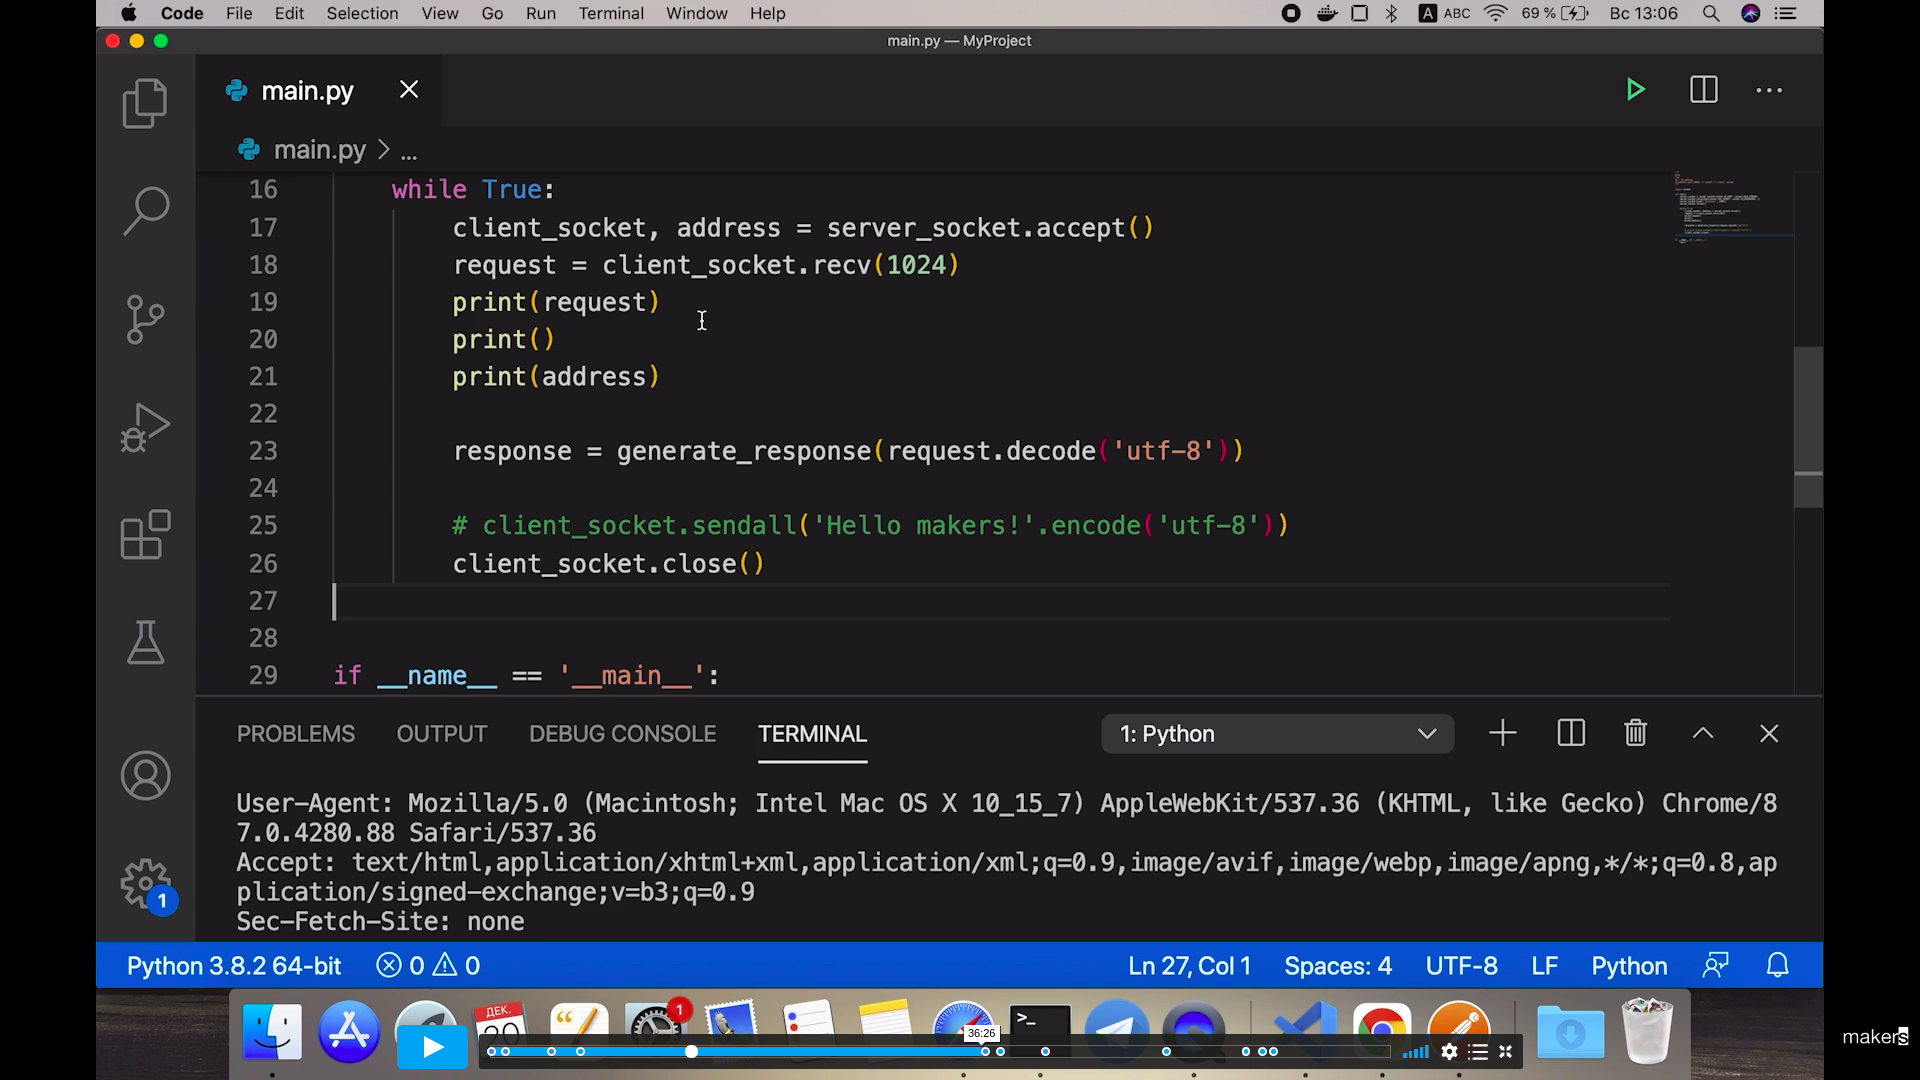 Code File Edit Selection View Go Run Terminal Window Help A ABC 69 % Вс 13:06
main.py — MyProject
main.py
main.py > ...
16 while True:
17 client_socket, address = server_socket.accept()
18 request = client_socket.recv(1024)
19 print(request)
20 print()
21 print(address)
22
23 response = generate_response(request.decode('utf-8'))
24
25 # client_socket.sendall('Hello makers!'.encode('utf-8'))
26 client_socket.close()
27
28
29 if __name__ == '__main__':
PROBLEMS OUTPUT DEBUG CONSOLE TERMINAL 1: Python
User-Agent: Mozilla/5.0 (Macintosh; Intel Mac OS X 10_15_7) AppleWebKit/537.36 (KHTML, like Gecko) Chrome/8
7.0.4280.88 Safari/537.36
Accept: text/html,application/xhtml+xml,application/xml;q=0.9,image/avif,image/webp,image/apng,*/*;q=0.8,ap
plication/signed-exchange;v=b3;q=0.9
Sec-Fetch-Site: none
1
Python 3.8.2 64-bit 0 0 Ln 27, Col 1 Spaces: 4 UTF-8 LF Python
ДЕК.
1
>_
36:26
makers